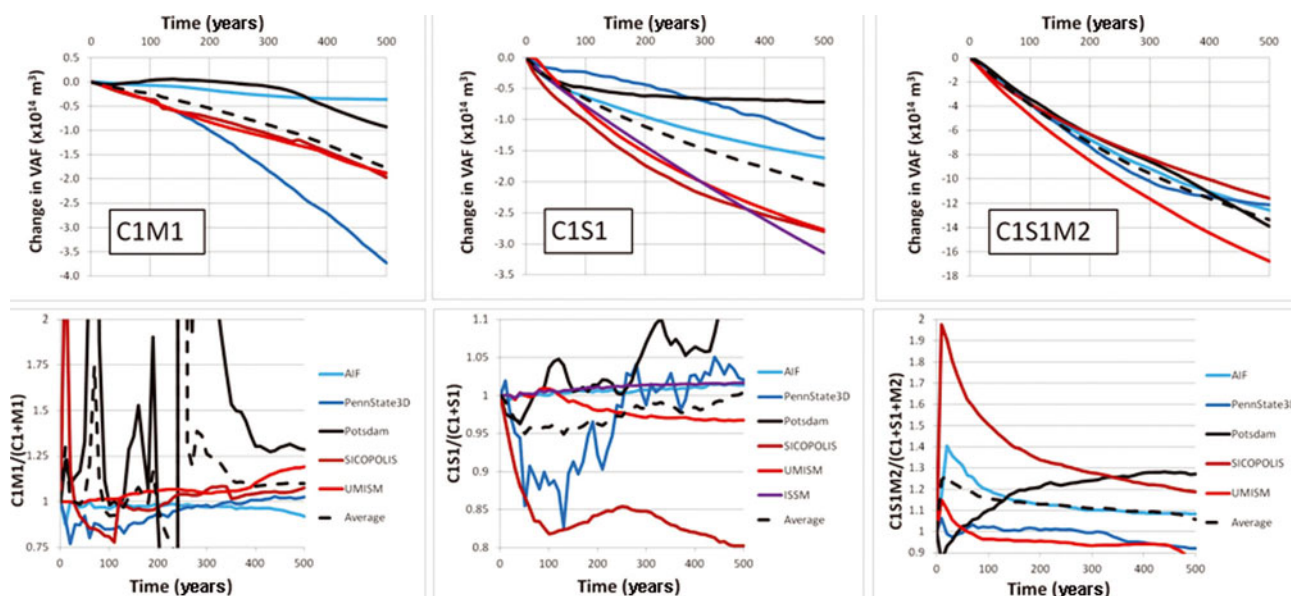 Time (years)
0 100 200 300 400 500
0.5
0.0
-0.5
-1.0
-1.5
-2.0
-2.5
-3.0
-3.5
-4.0
Change in VAF (x10¹⁴ m³)
C1M1
Time (years)
0 100 200 300 400 500
0.0
-0.5
-1.0
-1.5
-2.0
-2.5
-3.0
-3.5
Change in VAF (x10¹⁴ m³)
C1S1
Time (years)
0 100 200 300 400 500
0
-2
-4
-6
-8
-10
-12
-14
-16
-18
Change in VAF (x10¹⁴ m³)
C1S1M2
2
1.75
1.5
1.25
1
0.75
C1M1/(C1+M1)
0 100 200 300 400 500
Time (years)
AIF
PennState3D
Potsdam
SICOPOLIS
UMISM
Average
1.1
1.05
1
0.95
0.9
0.85
0.8
C1S1/(C1+S1)
0 100 200 300 400 500
Time (years)
AIF
PennState3D
Potsdam
SICOPOLIS
UMISM
ISSM
Average
2
1.9
1.8
1.7
1.6
1.5
1.4
1.3
1.2
1.1
1
0.9
C1S1M2/(C1+S1+M2)
0 100 200 300 400 500
Time (years)
AIF
PennState3D
Potsdam
SICOPOLIS
UMISM
Average